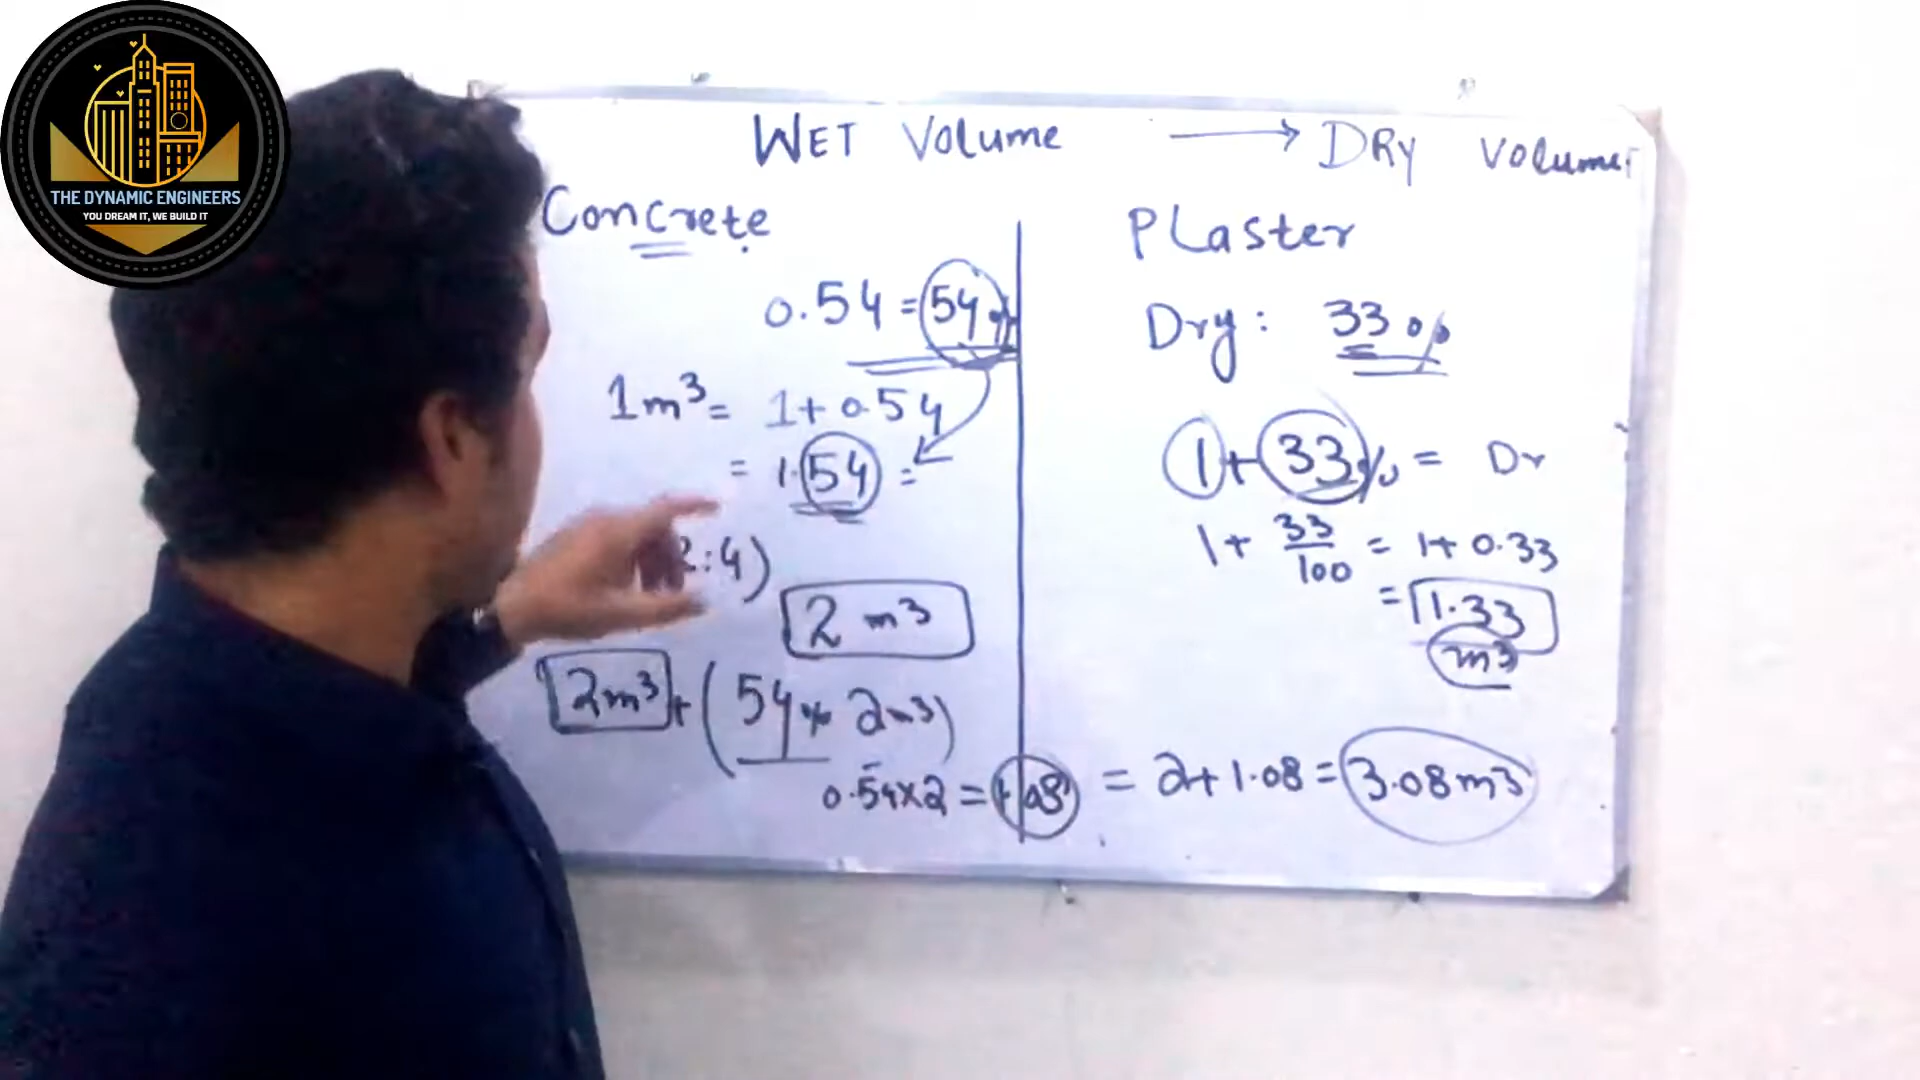 THE DYNAMIC ENGINEERS
YOU DREAM IT, WE BUILD IT
WET Volume → DRy Volume
Concrete
0.54 = 54%
1m³ = 1+0.54
= 1.54 =
2:4)
2 m³
2m³ + (54% 2m³)
0.54x2 = 1.08 = 2+1.08 = 3.08m3
Plaster
Dry: 33%
1+33% = Dr
1+ 33/100 = 1+0.33
= 1.33
m3